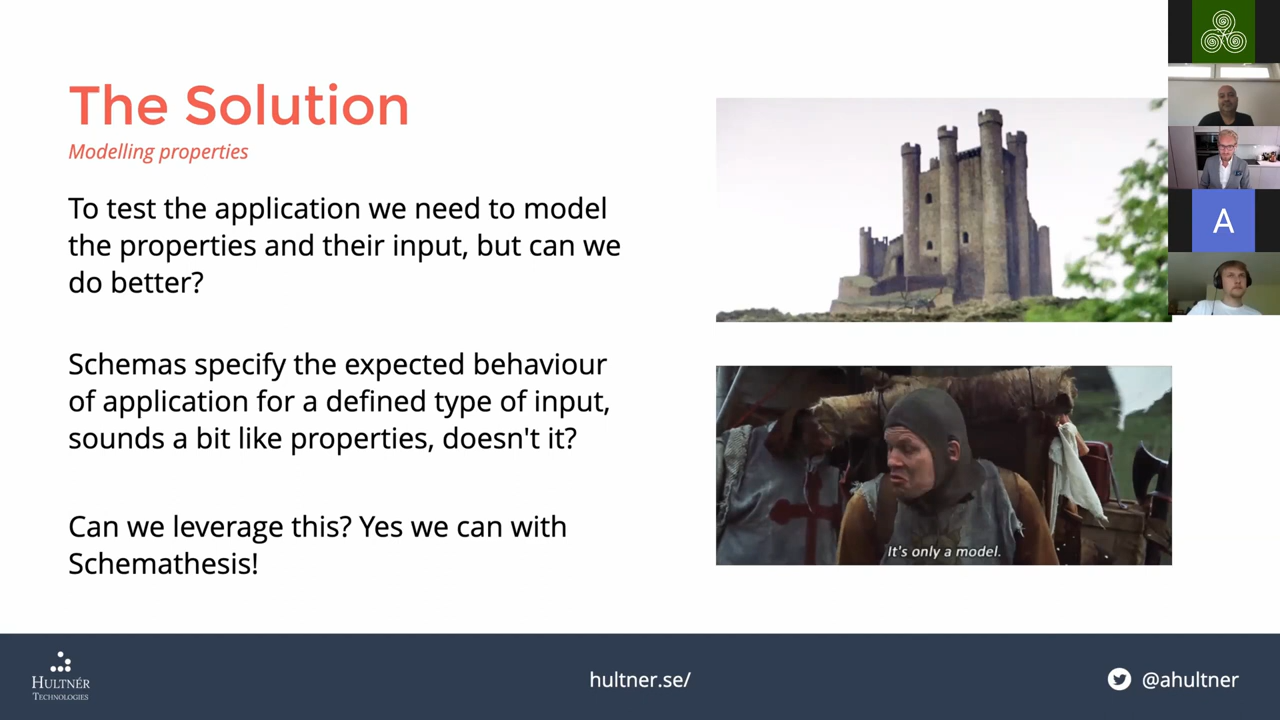 The Solution
Modelling properties
To test the application we need to model
the properties and their input, but can we
do better?
Schemas specify the expected behaviour
of application for a defined type of input,
sounds a bit like properties, doesn't it?
Can we leverage this? Yes we can with
Schemathesis!
It's only a model.
A
HULTNÉR
TECHNOLOGIES
hultner.se/
@ahultner